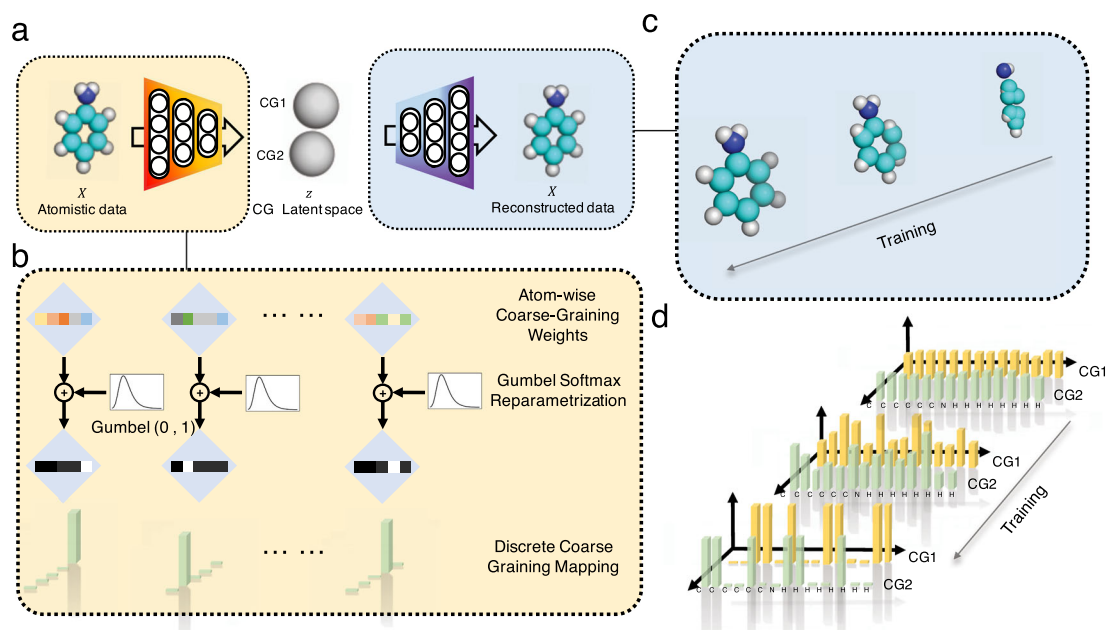 a
CG1
CG2
X
Atomistic data
z
CG Latent space
X
Reconstructed data
b
Atom-wise
Coarse-Graining
Weights
... ...
+
+
+
Gumbel Softmax
Reparametrization
Gumbel (0 , 1)
... ...
Discrete Coarse
Graining Mapping
c
Training
d
CG1
CG2
C C C C C C N H H H H H H H H H
CG1
CG2
C C C C C C N H H H H H H H H H
CG1
CG2
C C C C C C N H H H H H H H
Training